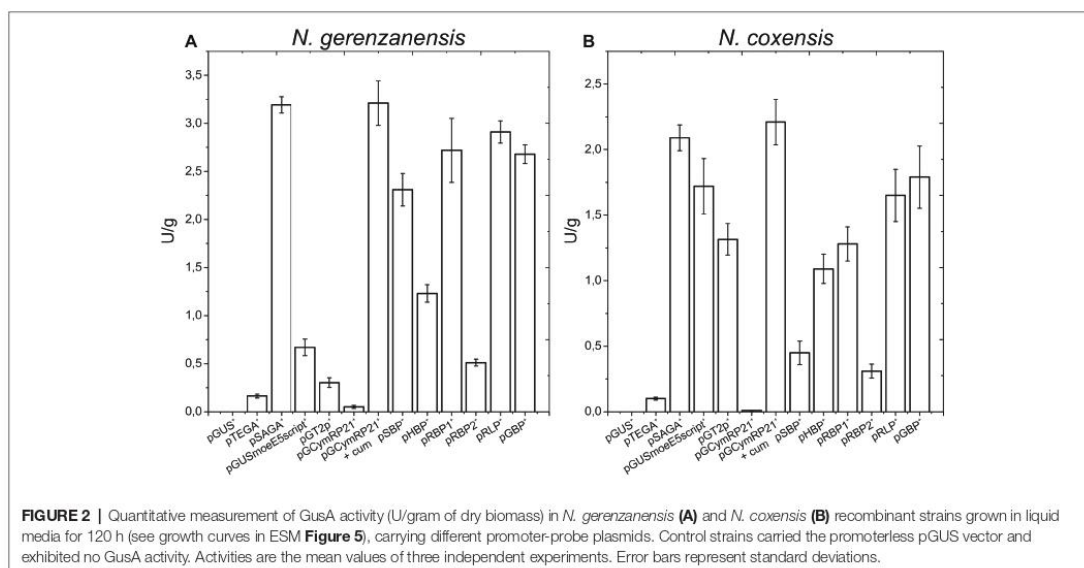 A
N. gerenzanensis
3,5
3,0
2,5
2,0
1,5
1,0
0,5
0,0
U/g
pGUS*
pTEGA*
pSAGA*
pGUSmoeE5script*
pGT2p*
pGCymRP21*
pGCymRP21*
+ cum
pSBP*
pHBP*
pRBP1*
pRBP2*
pRLP*
pGBP*
B
N. coxensis
2,5
2,0
1,5
1,0
0,5
0,0
U/g
pGUS*
pTEGA*
pSAGA*
pGUSmoeE5script*
pGT2p*
pGCymRP21*
pGCymRP21*
+ cum
pSBP*
pHBP*
pRBP1*
pRBP2*
pRLP*
pGBP*
FIGURE 2 | Quantitative measurement of GusA activity (U/gram of dry biomass) in N. gerenzanensis (A) and N. coxensis (B) recombinant strains grown in liquid
media for 120 h (see growth curves in ESM Figure 5), carrying different promoter-probe plasmids. Control strains carried the promoterless pGUS vector and
exhibited no GusA activity. Activities are the mean values of three independent experiments. Error bars represent standard deviations.